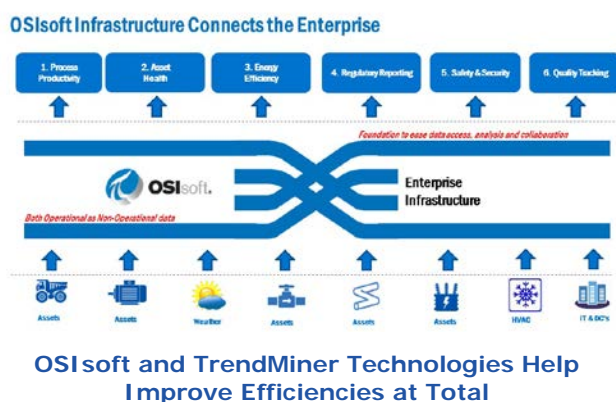 OSIsoft Infrastructure Connects the Enterprise
1. Process
Productivity
2. Asset
Health
3. Energy
Efficiency
4. Regulatory Reporting
5. Safety & Security
6. Quality Tracking
Foundation to ease data access, analysis and collaboration
OSIsoft.
Enterprise
Infrastructure
Both Operational as Non-Operational data
Assets
Assets
Weather
Assets
Assets
Assets
HVAC
IT & DC's
OSIsoft and TrendMiner Technologies Help
Improve Efficiencies at Total